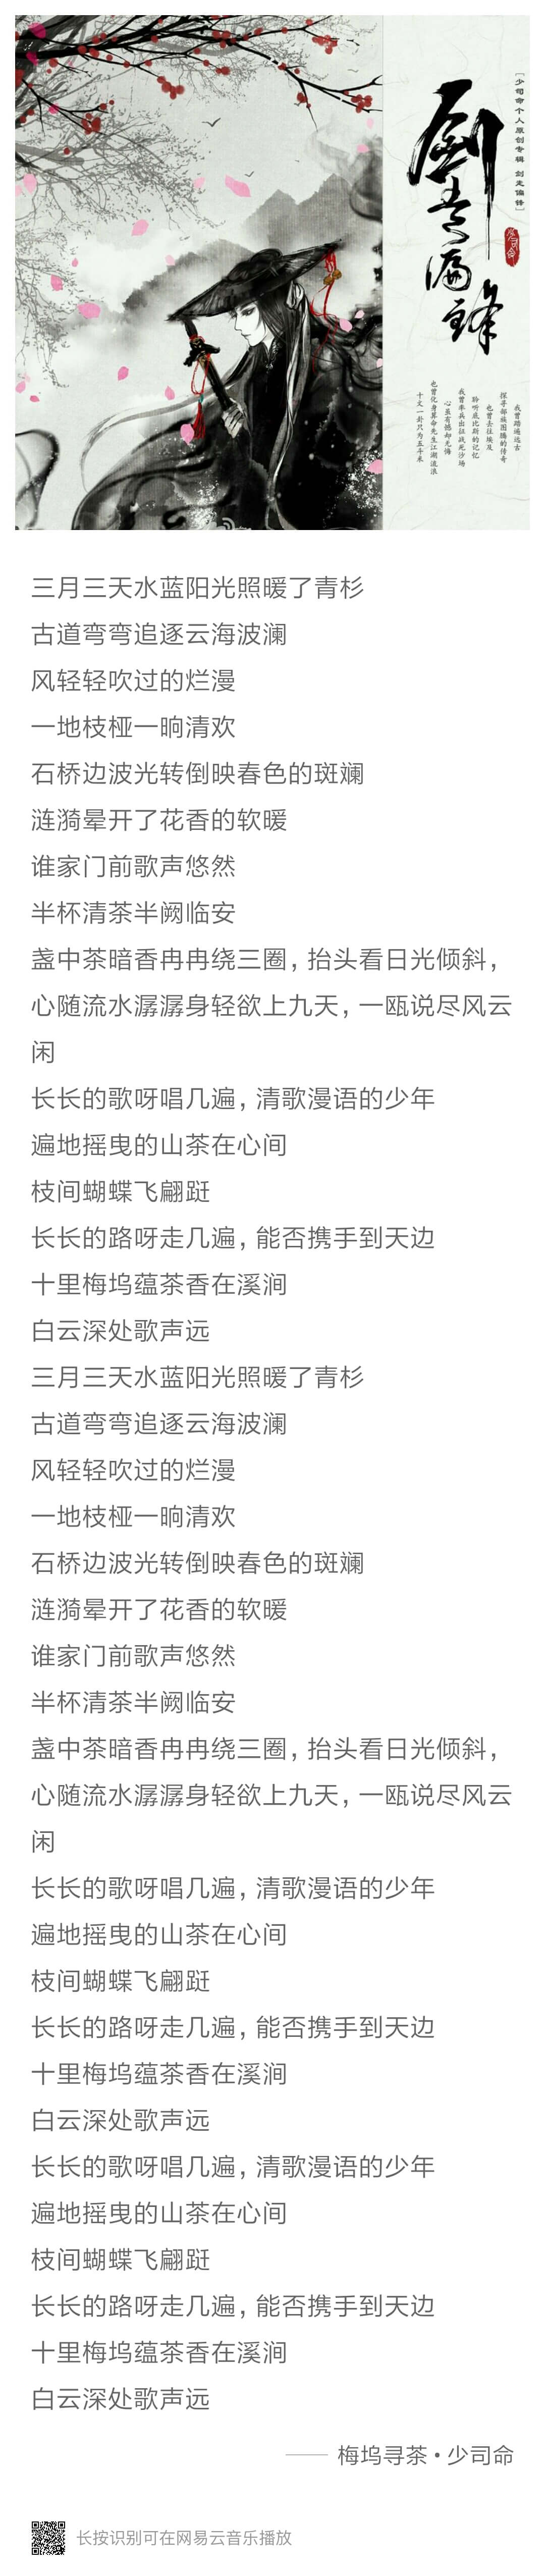 [少司命个人原创专辑 剑走偏锋]
剑走偏锋
少司命
我曾踏遍远古
探寻部族图腾的传奇
也曾去往埃及
聆听底比斯的记忆
我曾率兵出征战死沙场
心虽有憾却无悔
也曾化身算命先生江湖流浪
十文一卦只为五斗米
三月三天水蓝阳光照暖了青杉
古道弯弯追逐云海波澜
风轻轻吹过的烂漫
一地枝桠一晌清欢
石桥边波光转倒映春色的斑斓
涟漪晕开了花香的软暖
谁家门前歌声悠然
半杯清茶半阙临安
盏中茶暗香冉冉绕三圈,抬头看日光倾斜,
心随流水潺潺身轻欲上九天,一瓯说尽风云
闲
长长的歌呀唱几遍,清歌漫语的少年
遍地摇曳的山茶在心间
枝间蝴蝶飞翩跹
长长的路呀走几遍,能否携手到天边
十里梅坞蕴茶香在溪涧
白云深处歌声远
三月三天水蓝阳光照暖了青杉
古道弯弯追逐云海波澜
风轻轻吹过的烂漫
一地枝桠一晌清欢
石桥边波光转倒映春色的斑斓
涟漪晕开了花香的软暖
谁家门前歌声悠然
半杯清茶半阙临安
盏中茶暗香冉冉绕三圈,抬头看日光倾斜,
心随流水潺潺身轻欲上九天,一瓯说尽风云
闲
长长的歌呀唱几遍,清歌漫语的少年
遍地摇曳的山茶在心间
枝间蝴蝶飞翩跹
长长的路呀走几遍,能否携手到天边
十里梅坞蕴茶香在溪涧
白云深处歌声远
长长的歌呀唱几遍,清歌漫语的少年
遍地摇曳的山茶在心间
枝间蝴蝶飞翩跹
长长的路呀走几遍,能否携手到天边
十里梅坞蕴茶香在溪涧
白云深处歌声远
—— 梅坞寻茶•少司命
长按识别可在网易云音乐播放